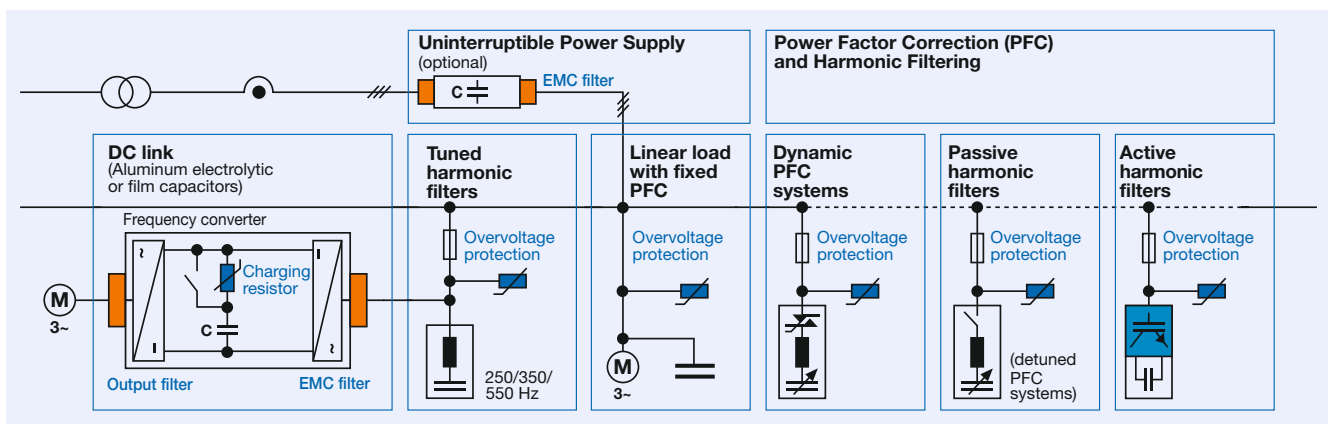 Uninterruptible Power Supply
(optional)
EMC filter
C
Power Factor Correction (PFC)
and Harmonic Filtering
DC link
(Aluminum electrolytic
or film capacitors)
Frequency converter
~
Charging
resistor
C
~
M
3~
Output filter
EMC filter
Tuned
harmonic
filters
Overvoltage
protection
250/350/
550 Hz
Linear load
with fixed
PFC
Overvoltage
protection
M
3~
Dynamic
PFC
systems
Overvoltage
protection
Passive
harmonic
filters
Overvoltage
protection
(detuned
PFC
systems)
Active
harmonic
filters
Overvoltage
protection